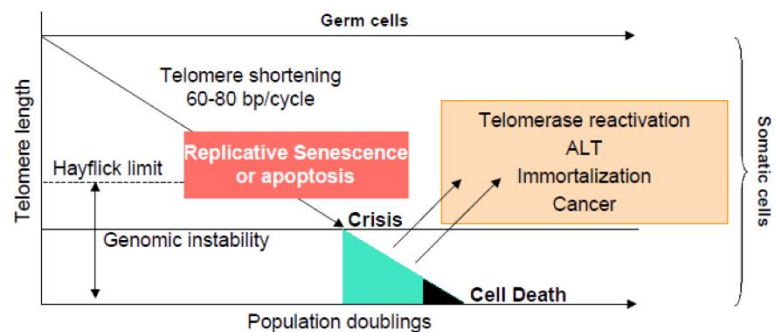 Germ cells
Telomere shortening
60-80 bp/cycle
Telomere length
Hayflick limit
Replicative Senescence
or apoptosis
Telomerase reactivation
ALT
Immortalization
Cancer
Somatic cells
Crisis
Genomic instability
Cell Death
Population doublings